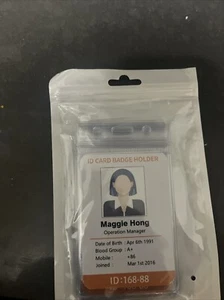 ID CARD BADGE HOLDER
Maggie Hong
Operation Manager
Date of Birth : Apr 6th 1991
Blood Group : A+
Mobile : +86
Joined : Mar 1st 2016
ID:168-88